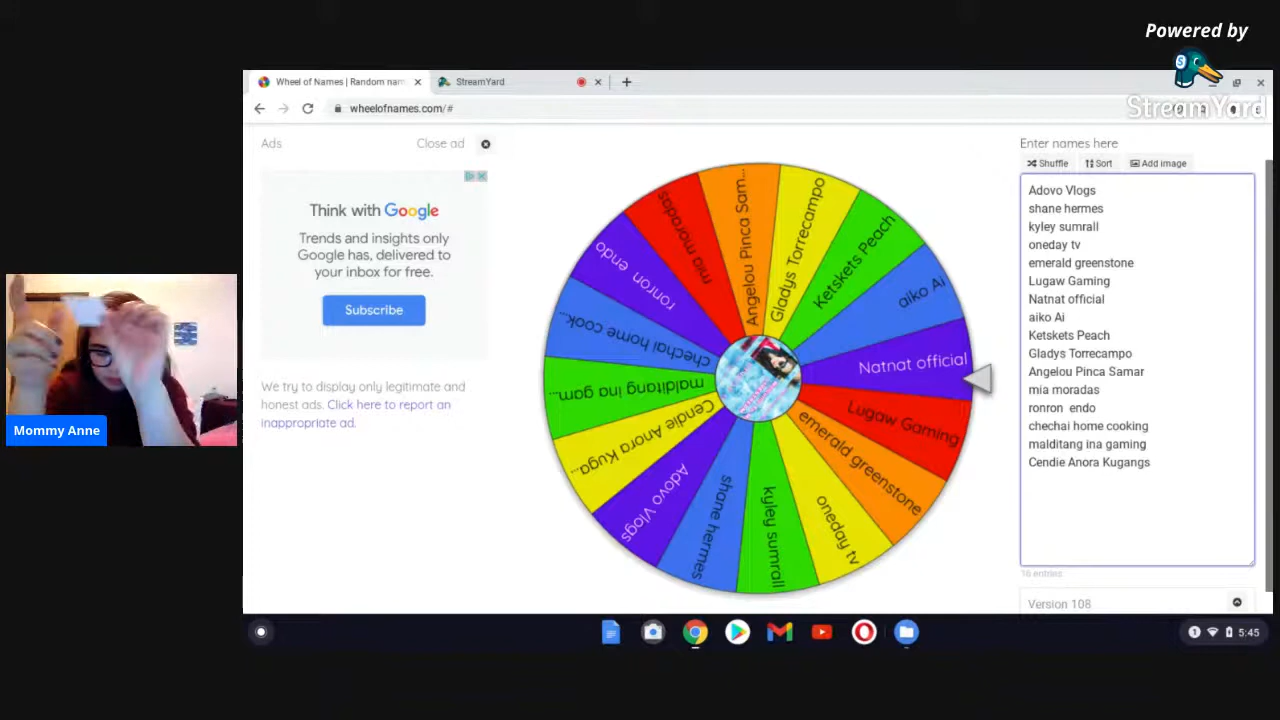 Powered by
StreamYard
Wheel of Names | Random nam
StreamYard
wheelofnames.com/#
Ads
Close ad
Think with Google
Trends and insights only
Google has, delivered to
your inbox for free.
Subscribe
We try to display only legitimate and
honest ads. Click here to report an
inappropriate ad.
Mommy Anne
mia moradas
Angelou Pinca Sam...
Gladys Torrecampo
Ketskets Peach
aiko Ai
Natnat official
Lugaw Gaming
emerald greenstone
oneday tv
kyley sumrall
shane hermes
Adovo Vlogs
Cendie Anora Kuga...
malditang ina gam...
chechai home cook...
ronron endo
Enter names here
Shuffle Sort Add image
Adovo Vlogs
shane hermes
kyley sumrall
oneday tv
emerald greenstone
Lugaw Gaming
Natnat official
aiko Ai
Ketskets Peach
Gladys Torrecampo
Angelou Pinca Samar
mia moradas
ronron endo
chechai home cooking
malditang ina gaming
Cendie Anora Kugangs
16 entries
Version 108
1 5:45